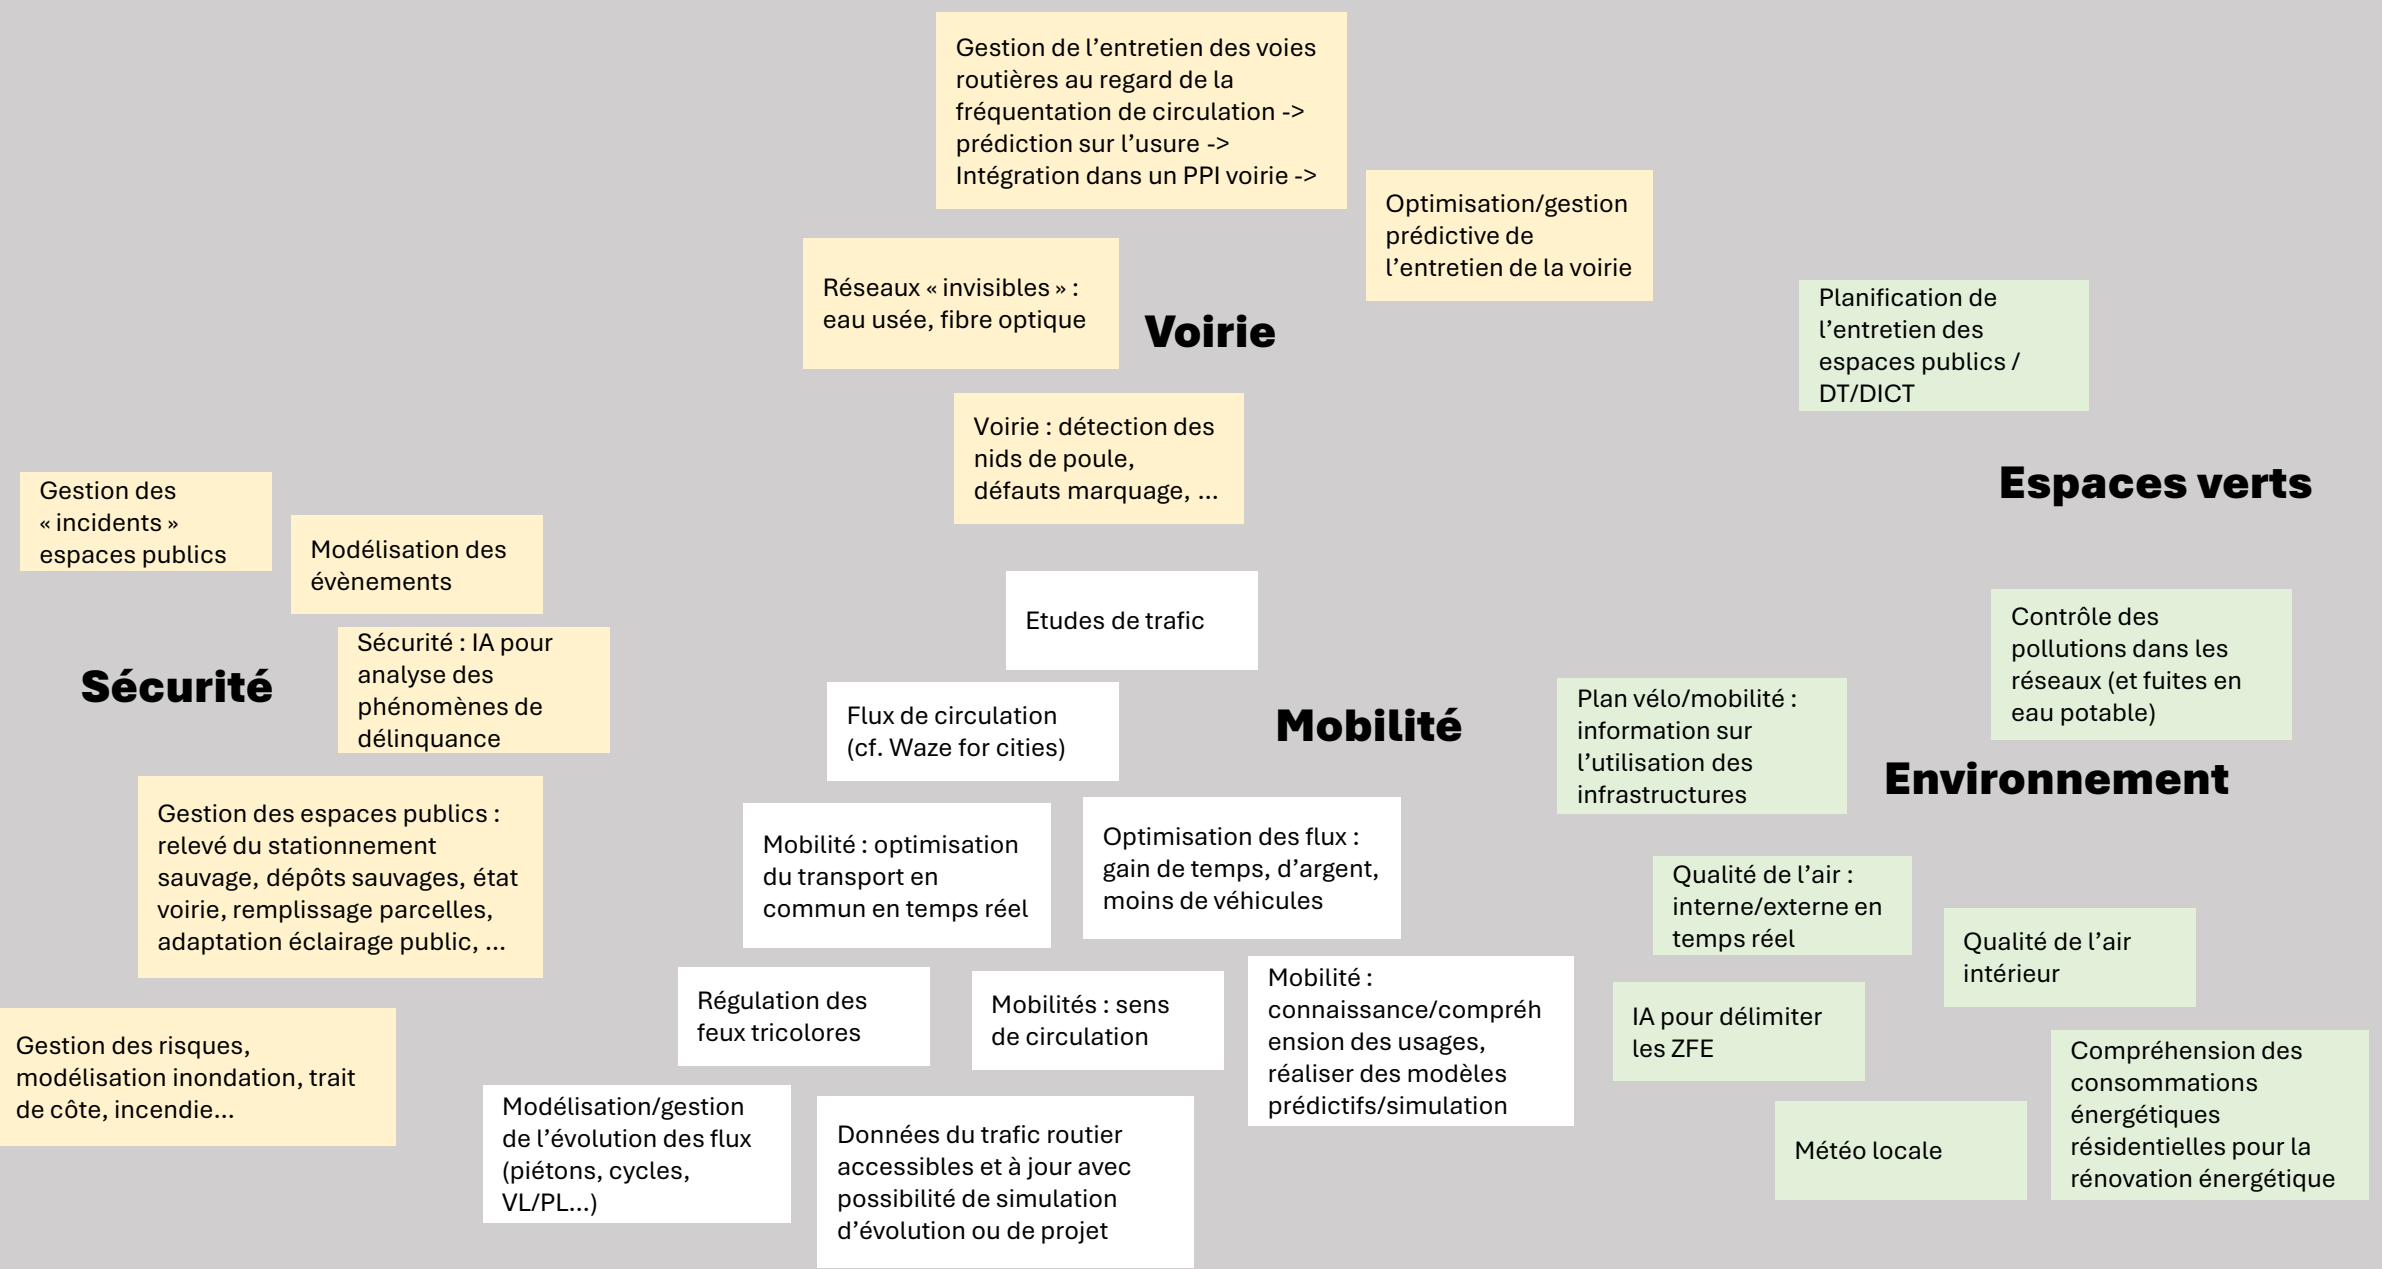 Gestion de l’entretien des voies
routières au regard de la
fréquentation de circulation ->
prédiction sur l’usure ->
Intégration dans un PPI voirie ->
Optimisation/gestion
prédictive de
l’entretien de la voirie
Réseaux « invisibles » :
eau usée, fibre optique
Voirie
Planification de
l’entretien des
espaces publics /
DT/DICT
Voirie : détection des
nids de poule,
défauts marquage, ...
Espaces verts
Gestion des
« incidents »
espaces publics
Modélisation des
évènements
Sécurité : IA pour
analyse des
phénomènes de
délinquance
Sécurité
Gestion des espaces publics :
relevé du stationnement
sauvage, dépôts sauvages, état
voirie, remplissage parcelles,
adaptation éclairage public, ...
Gestion des risques,
modélisation inondation, trait
de côte, incendie...
Etudes de trafic
Flux de circulation
(cf. Waze for cities)
Mobilité
Mobilité : optimisation
du transport en
commun en temps réel
Optimisation des flux :
gain de temps, d’argent,
moins de véhicules
Régulation des
feux tricolores
Mobilités : sens
de circulation
Mobilité :
connaissance/compréh
ension des usages,
réaliser des modèles
prédictifs/simulation
Modélisation/gestion
de l’évolution des flux
(piétons, cycles,
VL/PL...)
Données du trafic routier
accessibles et à jour avec
possibilité de simulation
d’évolution ou de projet
Contrôle des
pollutions dans les
réseaux (et fuites en
eau potable)
Plan vélo/mobilité :
information sur
l’utilisation des
infrastructures
Environnement
Qualité de l’air :
interne/externe en
temps réel
Qualité de l’air
intérieur
IA pour délimiter
les ZFE
Compréhension des
consommations
énergétiques
résidentielles pour la
rénovation énergétique
Météo locale